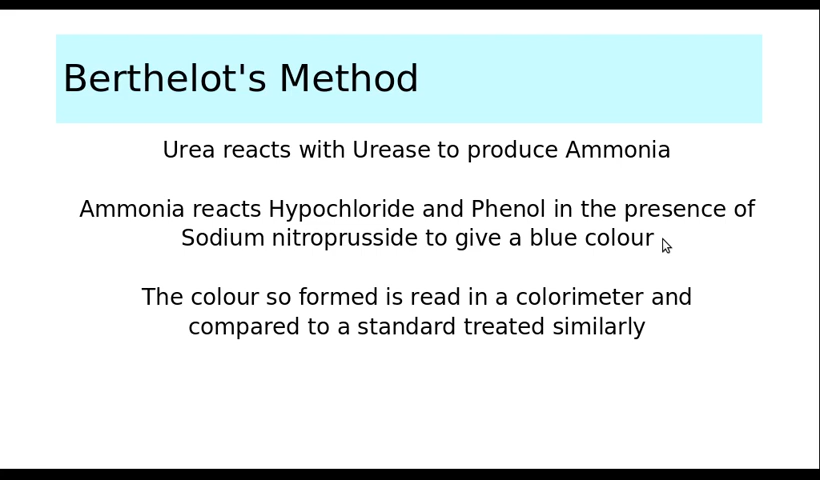 Berthelot's Method
Urea reacts with Urease to produce Ammonia
Ammonia reacts Hypochloride and Phenol in the presence of
Sodium nitroprusside to give a blue colour
The colour so formed is read in a colorimeter and
compared to a standard treated similarly